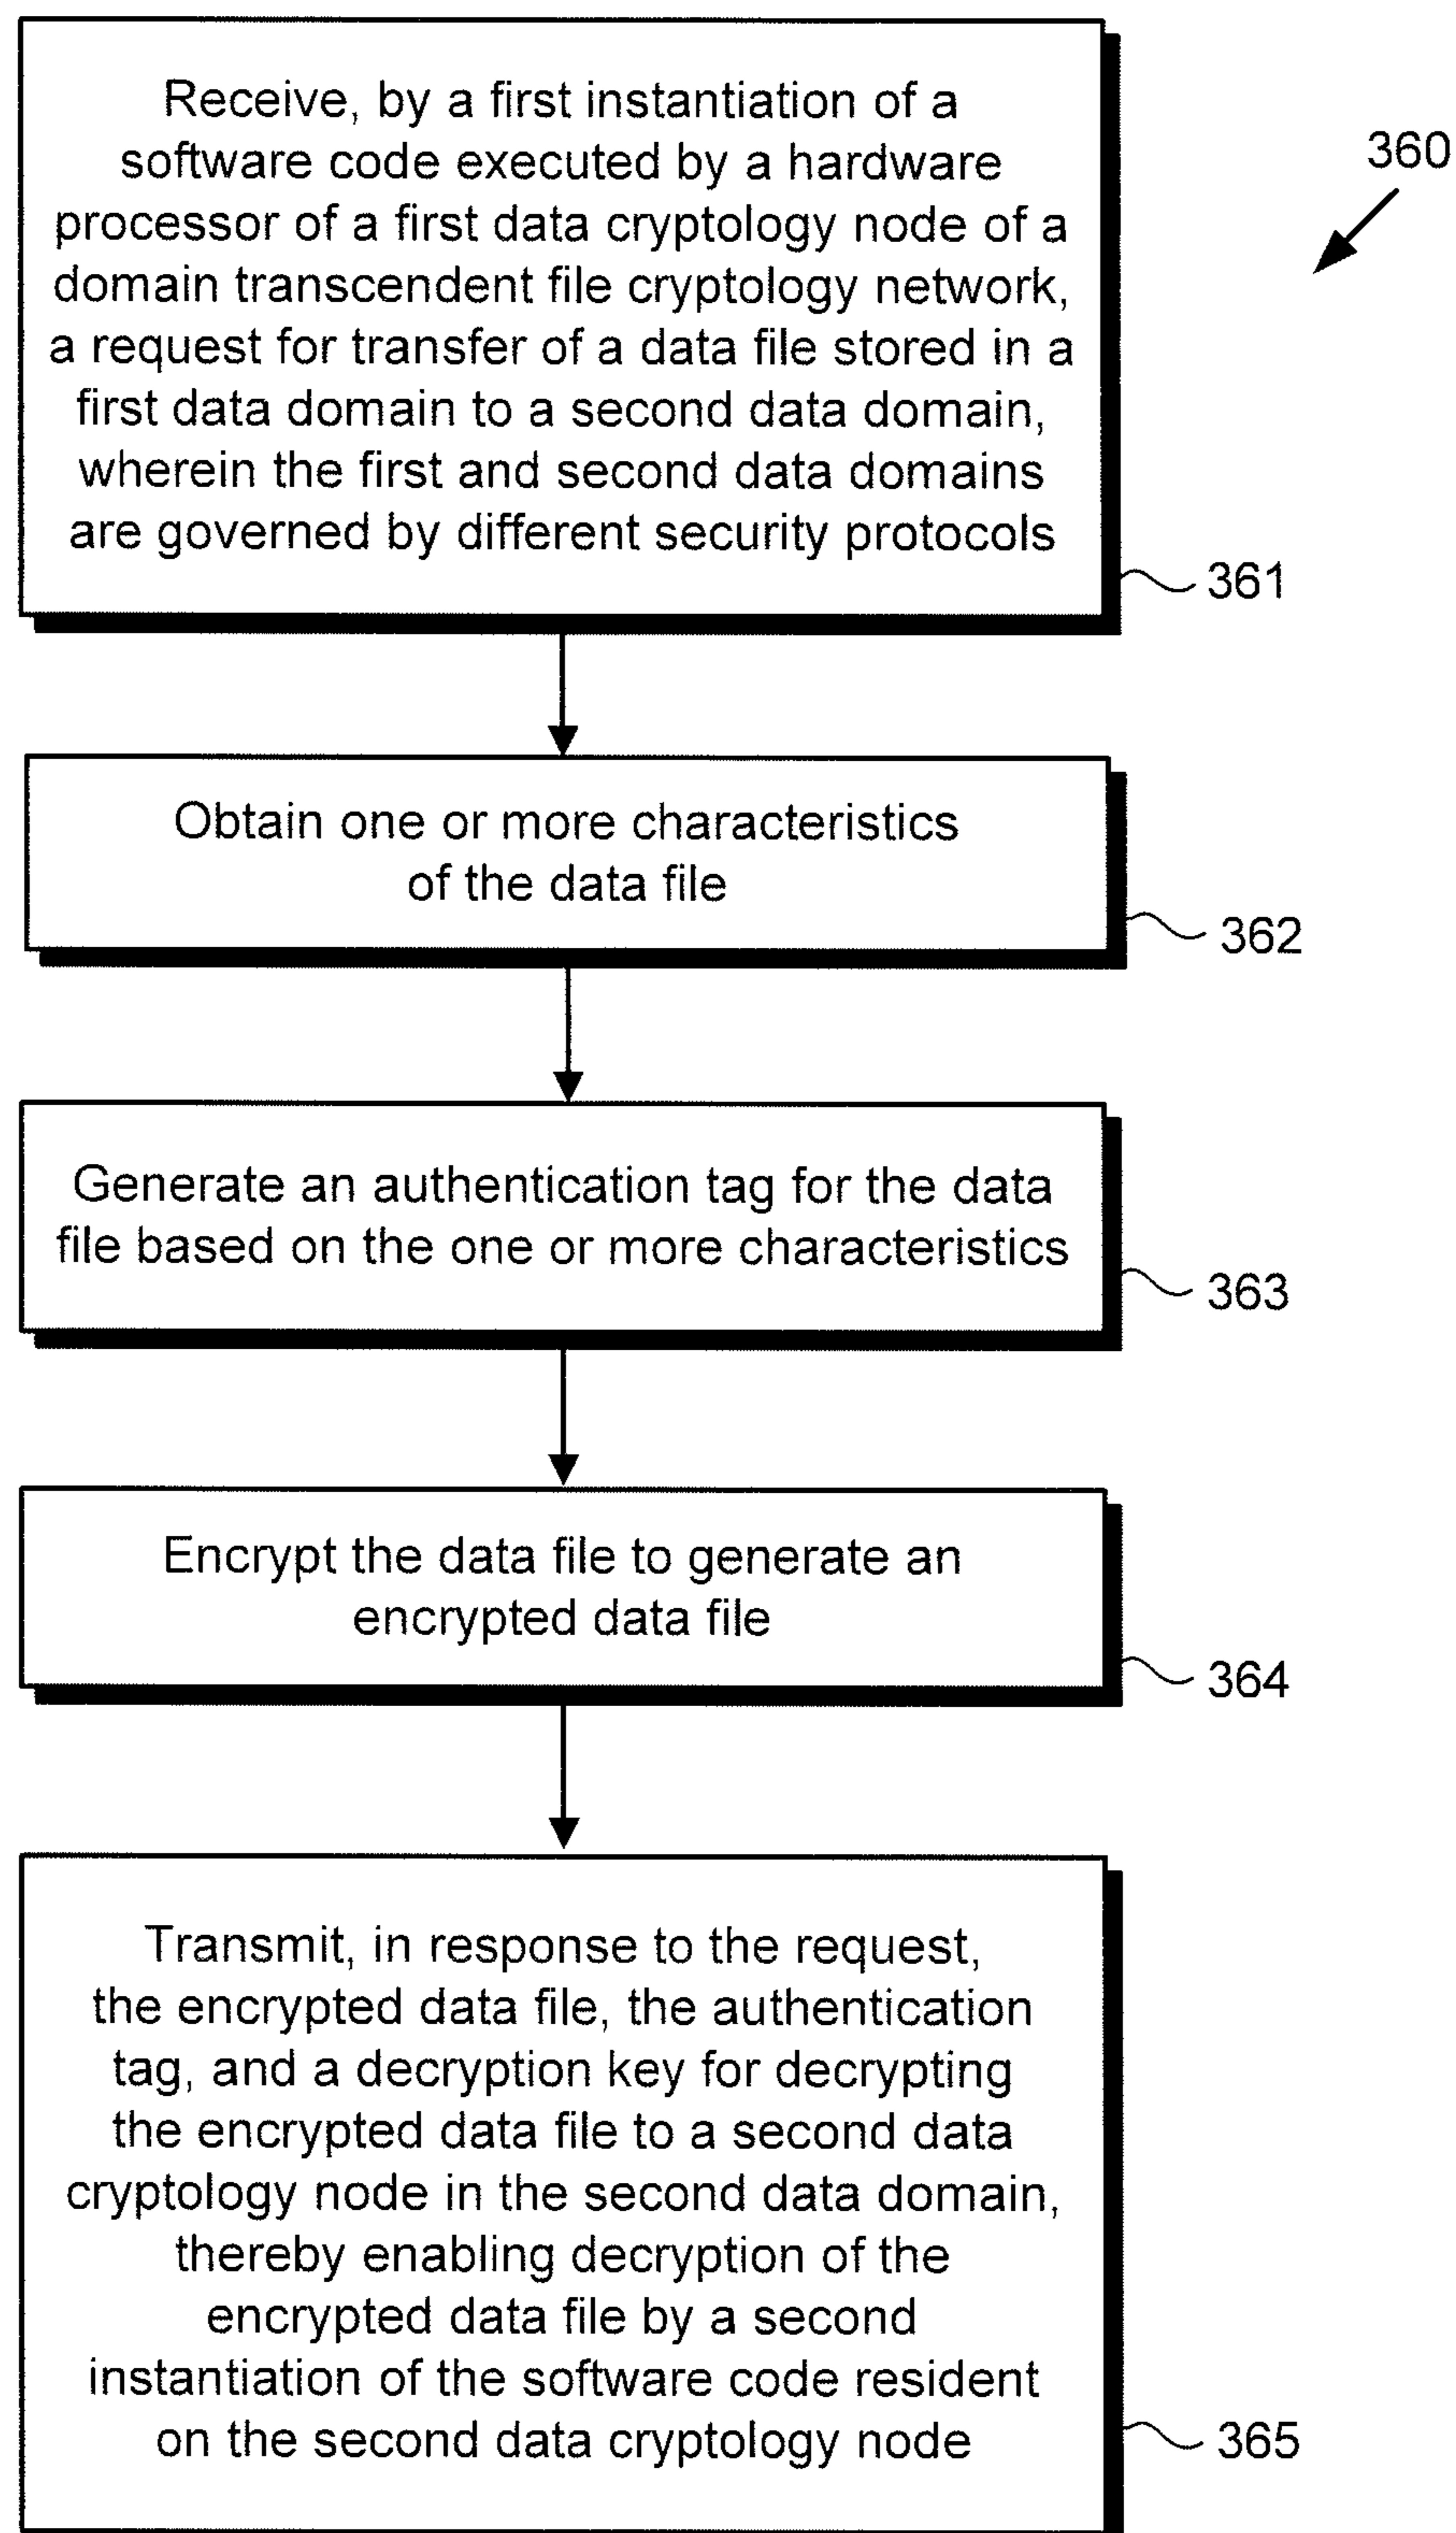 Receive, by a first instantiation of a
software code executed by a hardware
processor of a first data cryptology node of a
domain transcendent file cryptology network,
a request for transfer of a data file stored in a
first data domain to a second data domain,
wherein the first and second data domains
are governed by different security protocols
360
361
Obtain one or more characteristics
of the data file
362
Generate an authentication tag for the data
file based on the one or more characteristics
363
Encrypt the data file to generate an
encrypted data file
364
Transmit, in response to the request,
the encrypted data file, the authentication
tag, and a decryption key for decrypting
the encrypted data file to a second data
cryptology node in the second data domain,
thereby enabling decryption of the
encrypted data file by a second
instantiation of the software code resident
on the second data cryptology node
365